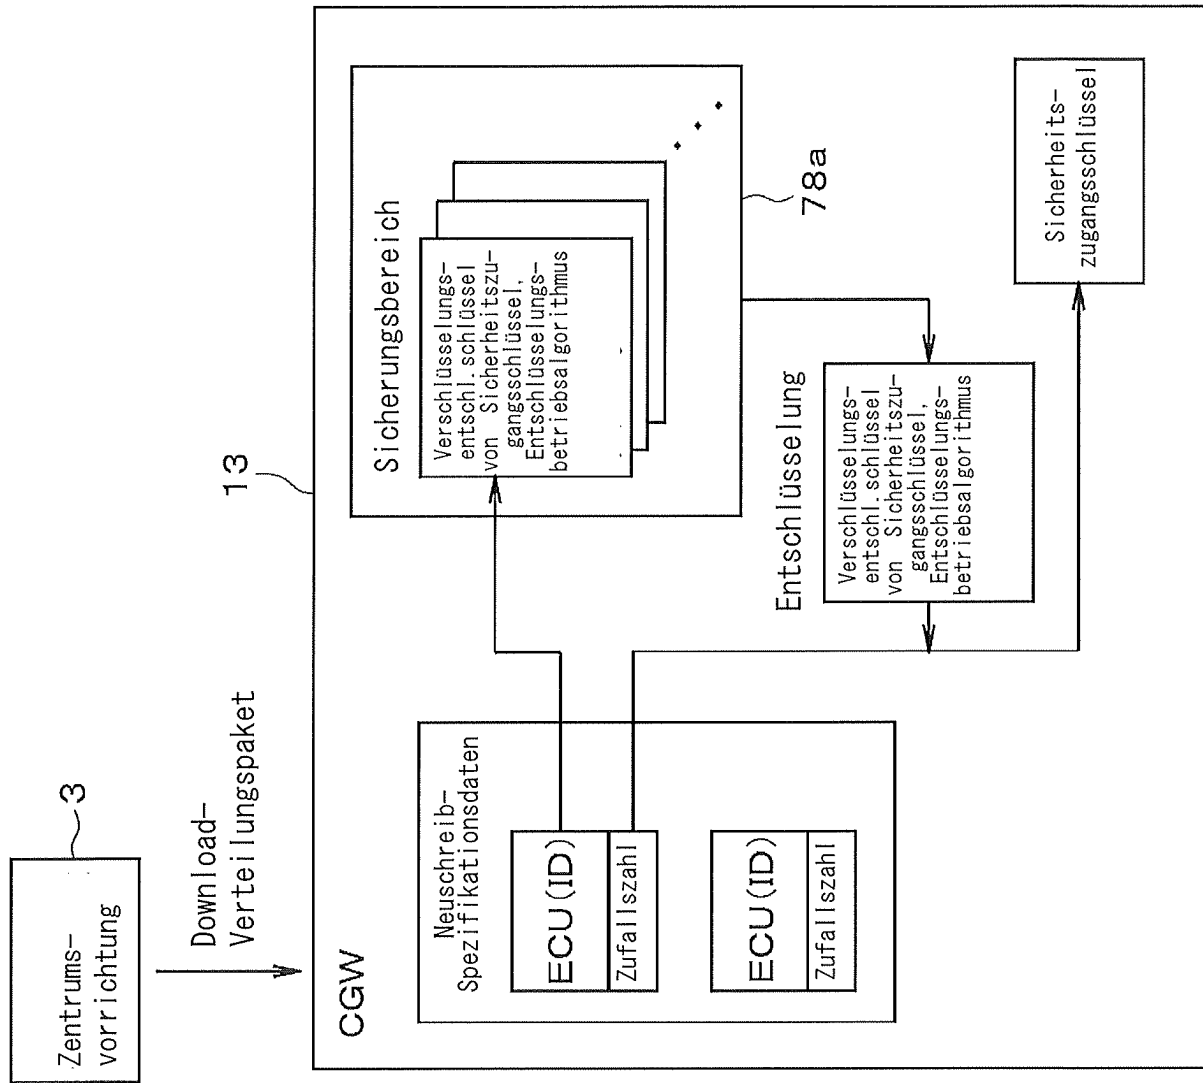 Zentrums-
vorrichtung
3
Download-
Verteilungspaket
13
CGW
Neuschreib-
Spezifikationsdaten
ECU(ID)
Zufallszahl
ECU(ID)
Zufallszahl
Sicherungsbereich
Verschlüsselungs-
entschl.schlüssel
von Sicherheitszu-
gangsschlüssel,
Entschlüsselungs-
betriebsalgorithmus
78a
Entschlüsselung
Verschlüsselungs-
entschl.schlüssel
von Sicherheitszu-
gangsschlüssel,
Entschlüsselungs-
betriebsalgorithmus
Sicherheits-
zugangsschlüssel